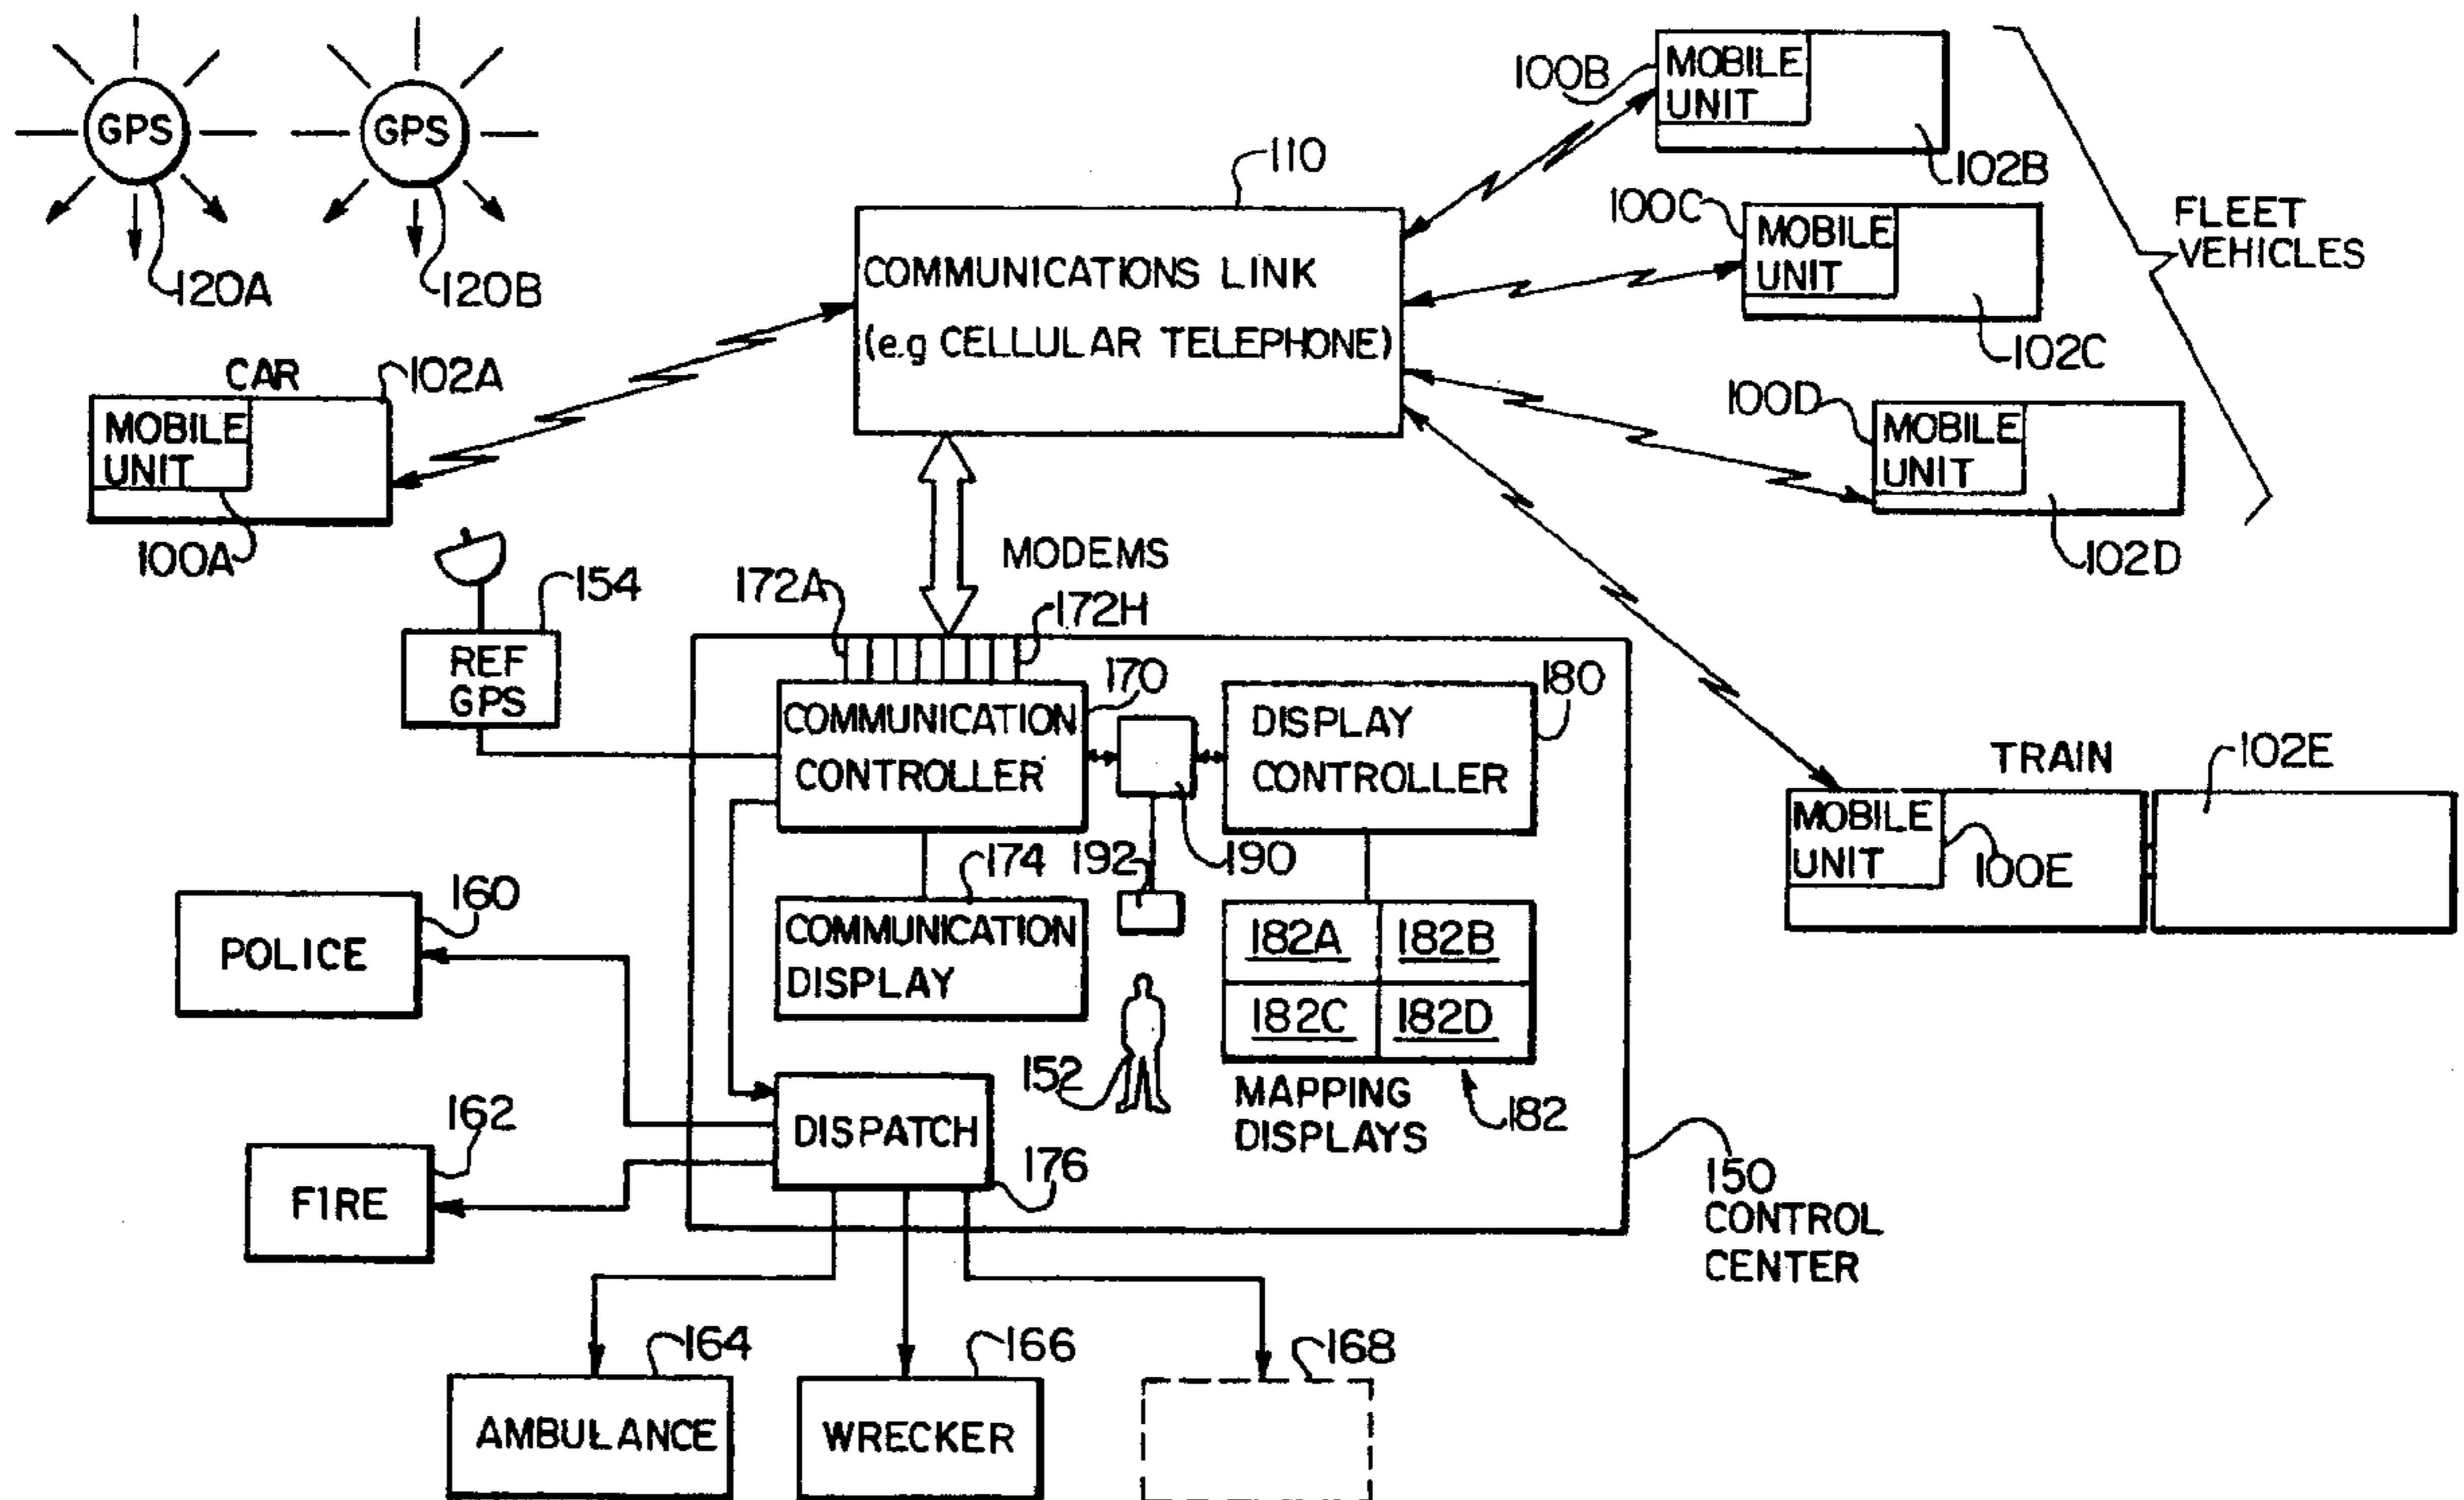 GPS
GPS
120A
120B
110
COMMUNICATIONS LINK
(e.g CELLULAR TELEPHONE)
100B
MOBILE
UNIT
102B
100C
MOBILE
UNIT
102C
100D
MOBILE
UNIT
102D
FLEET
VEHICLES
CAR
102A
MOBILE
UNIT
100A
154
REF
GPS
MODEMS
172A
172H
170
COMMUNICATION
CONTROLLER
180
DISPLAY
CONTROLLER
190
192
174
COMMUNICATION
DISPLAY
182A
182B
182C
182D
MAPPING
DISPLAYS
182
152
TRAIN
102E
MOBILE
UNIT
100E
160
POLICE
162
FIRE
DISPATCH
176
150
CONTROL
CENTER
164
AMBULANCE
166
WRECKER
168